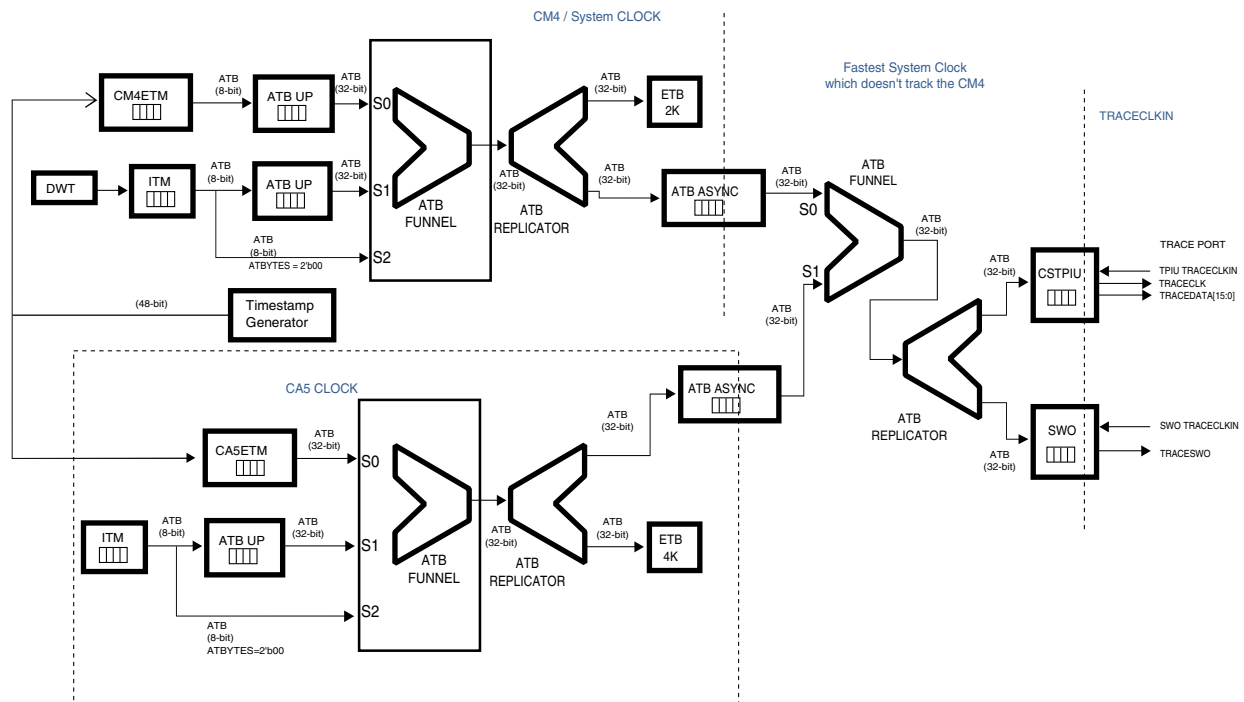 CM4 / System CLOCK
Fastest System Clock
which doesn't track the CM4
TRACECLKIN
CM4ETM
ATB
(8-bit)
ATB UP
ATB
(32-bit)
S0
DWT
ITM
ATB
(8-bit)
ATB UP
ATB
(32-bit)
S1
ATB
(8-bit)
ATBYTES = 2'b00
S2
ATB
FUNNEL
ATB
(32-bit)
ATB
REPLICATOR
ATB
(32-bit)
ETB
2K
ATB
(32-bit)
ATB ASYNC
ATB
(32-bit)
S0
ATB
FUNNEL
S1
ATB
(32-bit)
ATB
(32-bit)
(48-bit)
Timestamp
Generator
ATB
REPLICATOR
ATB
(32-bit)
CSTPIU
TRACE PORT
TPIU TRACECLKIN
TRACECLK
TRACEDATA[15:0]
ATB
(32-bit)
SWO
SWO TRACECLKIN
TRACESWO
CA5 CLOCK
CA5ETM
ATB
(32-bit)
S0
ITM
ATB
(8-bit)
ATB UP
ATB
(32-bit)
S1
S2
ATB
(8-bit)
ATBYTES=2'b00
ATB
FUNNEL
ATB
(32-bit)
ATB
REPLICATOR
ATB
(32-bit)
ATB ASYNC
ATB
(32-bit)
ETB
4K